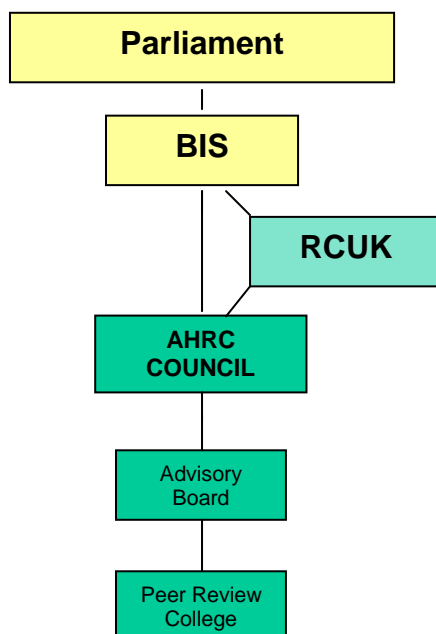 Parliament
BIS
RCUK
AHRC
COUNCIL
Advisory
Board
Peer Review
College